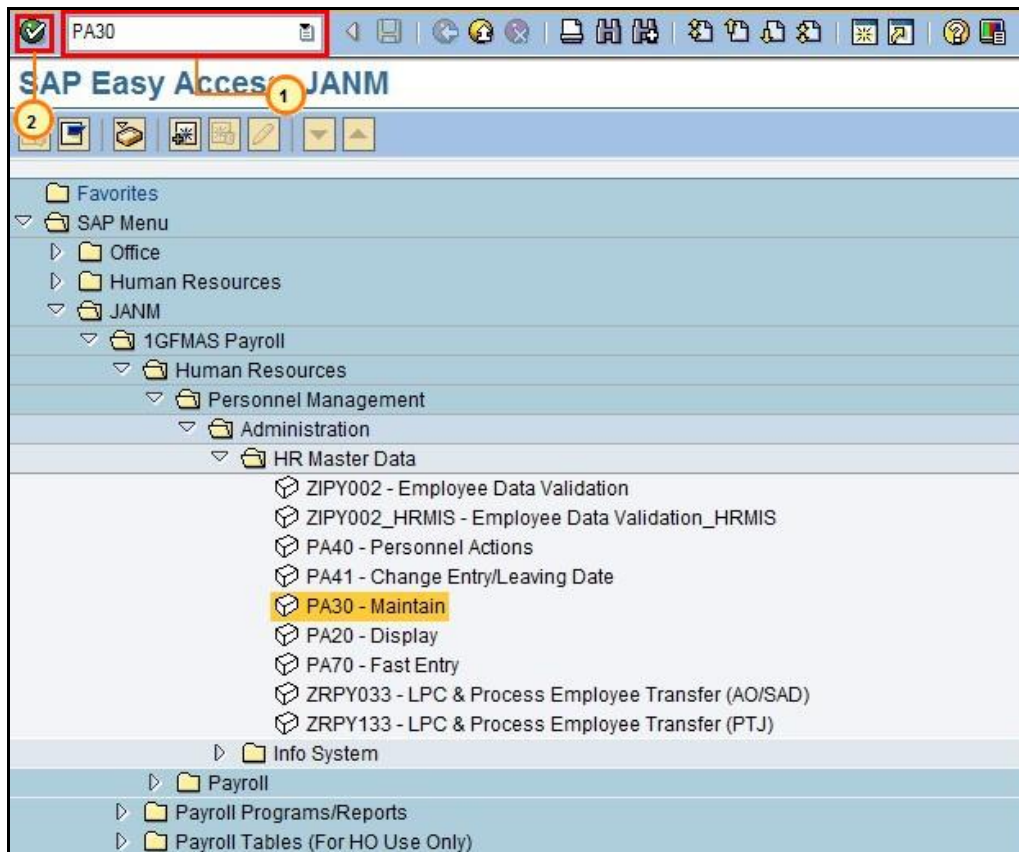 PA30
SAP Easy Access JANM
1
2
Favorites
SAP Menu
Office
Human Resources
JANM
1GFMAS Payroll
Human Resources
Personnel Management
Administration
HR Master Data
ZIPY002 - Employee Data Validation
ZIPY002_HRMIS - Employee Data Validation_HRMIS
PA40 - Personnel Actions
PA41 - Change Entry/Leaving Date
PA30 - Maintain
PA20 - Display
PA70 - Fast Entry
ZRPY033 - LPC & Process Employee Transfer (AO/SAD)
ZRPY133 - LPC & Process Employee Transfer (PTJ)
Info System
Payroll
Payroll Programs/Reports
Payroll Tables (For HO Use Only)